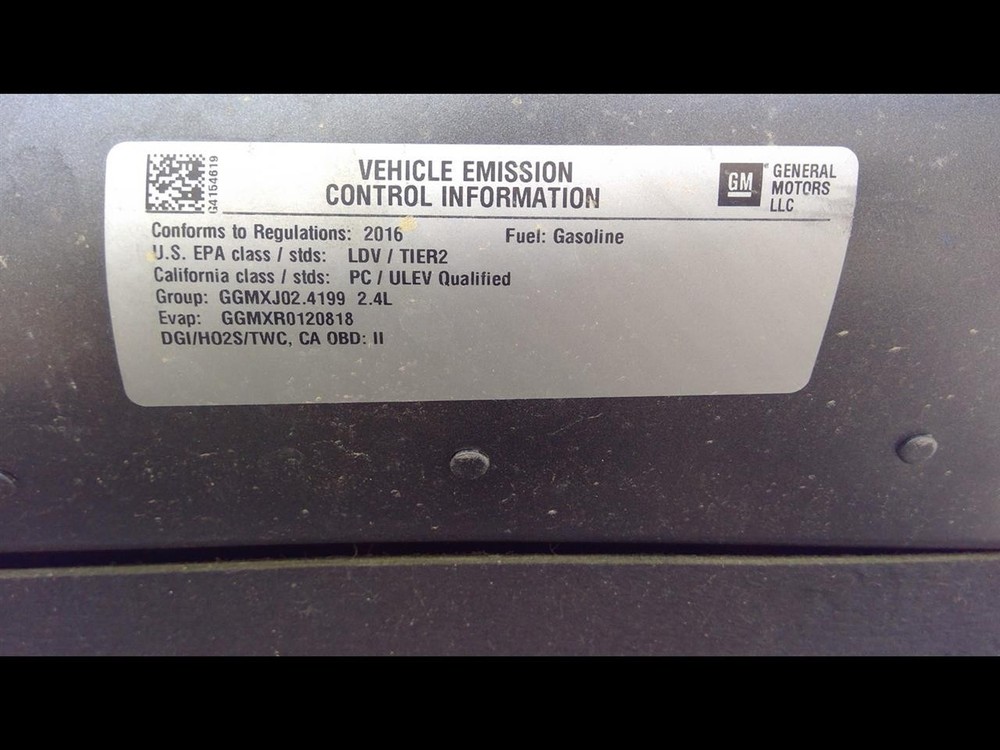 G4154619
VEHICLE EMISSION
CONTROL INFORMATION
GM
GENERAL
MOTORS
LLC
Conforms to Regulations: 2016 Fuel: Gasoline
U.S. EPA class / stds: LDV / TIER2
California class / stds: PC / ULEV Qualified
Group: GGMXJ02.4199 2.4L
Evap: GGMXR0120818
DGI/HO2S/TWC, CA OBD: II